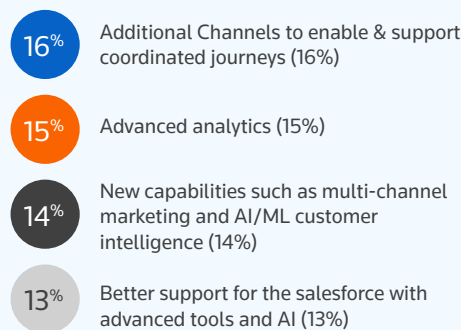 16%
Additional Channels to enable & support
coordinated journeys (16%)
15%
Advanced analytics (15%)
14%
New capabilities such as multi-channel
marketing and AI/ML customer
intelligence (14%)
13%
Better support for the salesforce with
advanced tools and AI (13%)